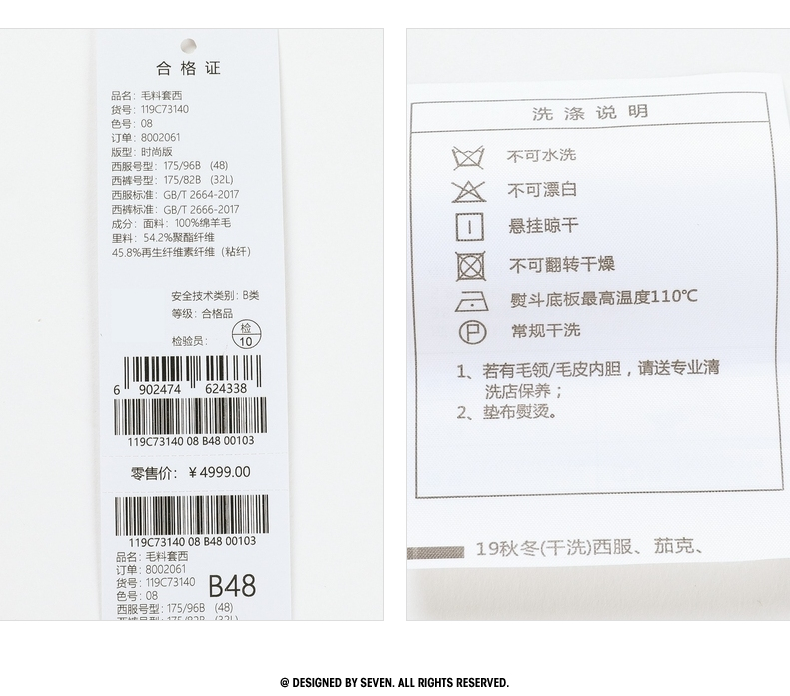 合格证
品名：毛料套西
货号：119C73140
色号：08
订单：8002061
版型：时尚版
西服号型：175/96B (48)
西裤号型：175/82B (32L)
西服标准：GB/T 2664-2017
西裤标准：GB/T 2666-2017
成分：面料：100%绵羊毛
里料：54.2%聚酯纤维
45.8%再生纤维素纤维（粘纤）
安全技术类别：B类
等级：合格品
检验员：
检
10
6 902474 624338
119C73140 08 B48 00103
零售价：￥4999.00
119C73140 08 B48 00103
品名：毛料套西
订单：8002061
货号：119C73140
B48
色号：08
西服号型：175/96B (48)
西裤号型：175/82B (32L)
洗涤说明
不可水洗
不可漂白
悬挂晾干
不可翻转干燥
熨斗底板最高温度110℃
P
常规干洗
1、若有毛领/毛皮内胆，请送专业清
洗店保养；
2、垫布熨烫。
19秋冬(干洗)西服、茄克、
@ DESIGNED BY SEVEN. ALL RIGHTS RESERVED.